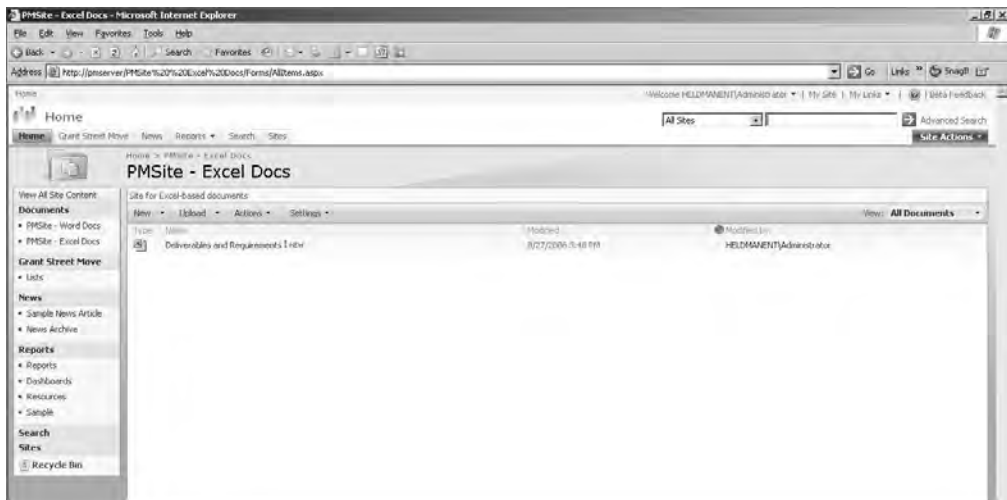 PMSite - Excel Docs - Microsoft Internet Explorer
File Edit View Favorites Tools Help
Back Search Favorites
Address http://pmserver/PMSite%20-%20Excel%20Docs/Forms/AllItems.aspx Go Links » SnagIt
Home Welcome HELDMANENT\Administrator | My Site | My Links | Beta Feedback
Home All Sites Advanced Search
Home Grant Street Move News Reports Search Sites Site Actions
Home > PMSite - Excel Docs
PMSite - Excel Docs
View All Site Content Site for Excel-based documents
Documents New Upload Actions Settings View: All Documents
• PMSite - Word Docs Type Name Modified Modified By
• PMSite - Excel Docs Deliverables and Requirements ! NEW 8/27/2006 3:48 PM HELDMANENT\Administrator
Grant Street Move
• Lists
News
• Sample News Article
• News Archive
Reports
• Reports
• Dashboards
• Resources
• Sample
Search
Sites
Recycle Bin